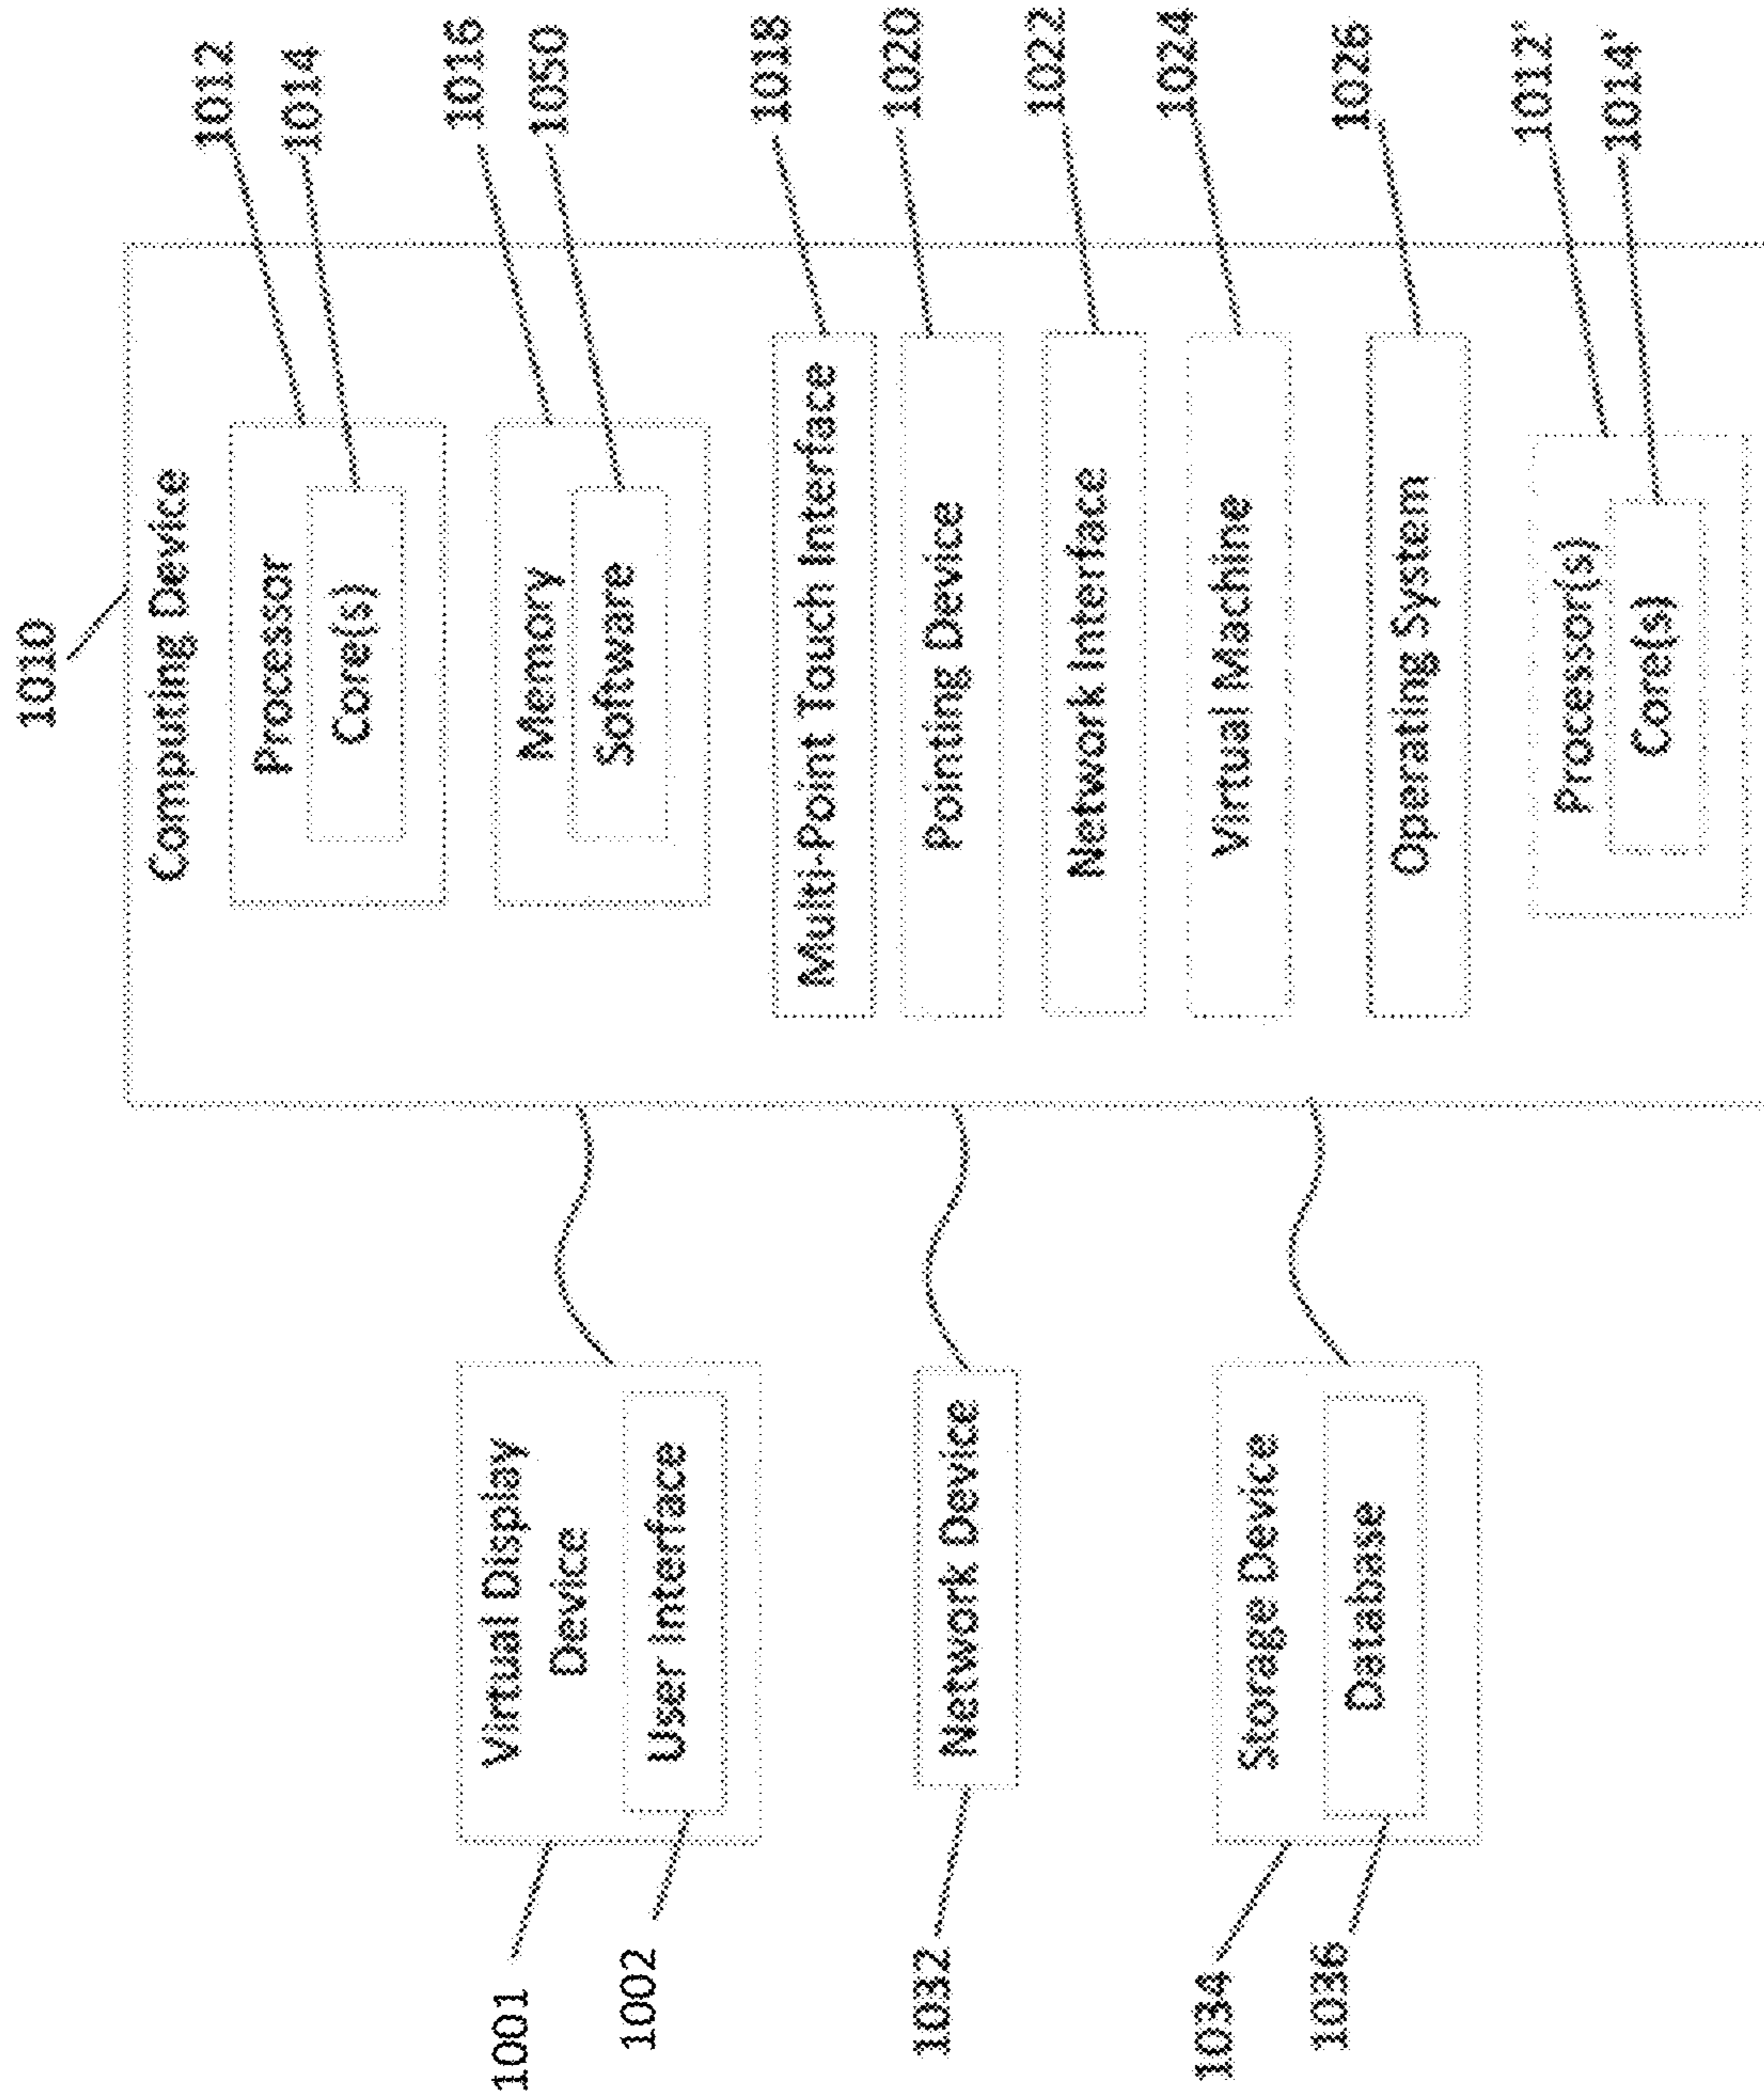 1010
Computing Device
Processor
1012
Core(s)
1014
Memory
1016
Software
1050
Multi-Point Touch Interface
1018
Pointing Device
1020
Network Interface
1022
Virtual Machine
1024
Operating System
1026
Processor(s)
1012'
Core(s)
1014'
Virtual Display
Device
1001
User Interface
1002
Network Device
1032
Storage Device
1034
Database
1036